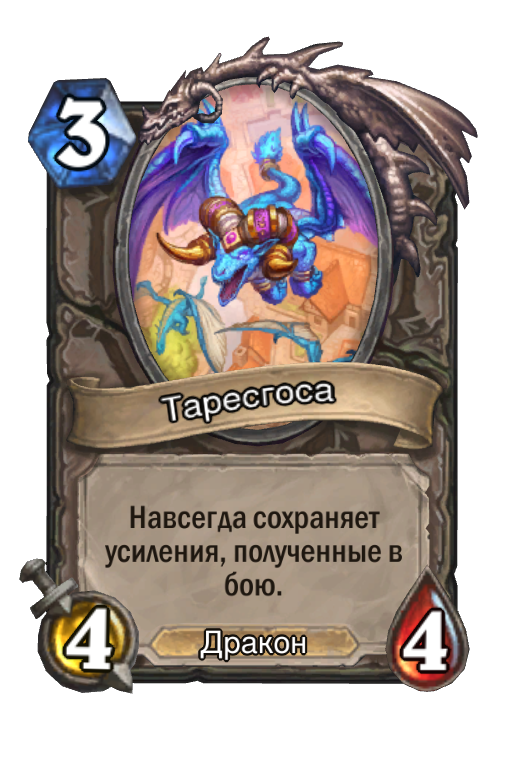 3
Таресгоса
Навсегда сохраняет
усиления, полученные в
бою.
4
Дракон
4